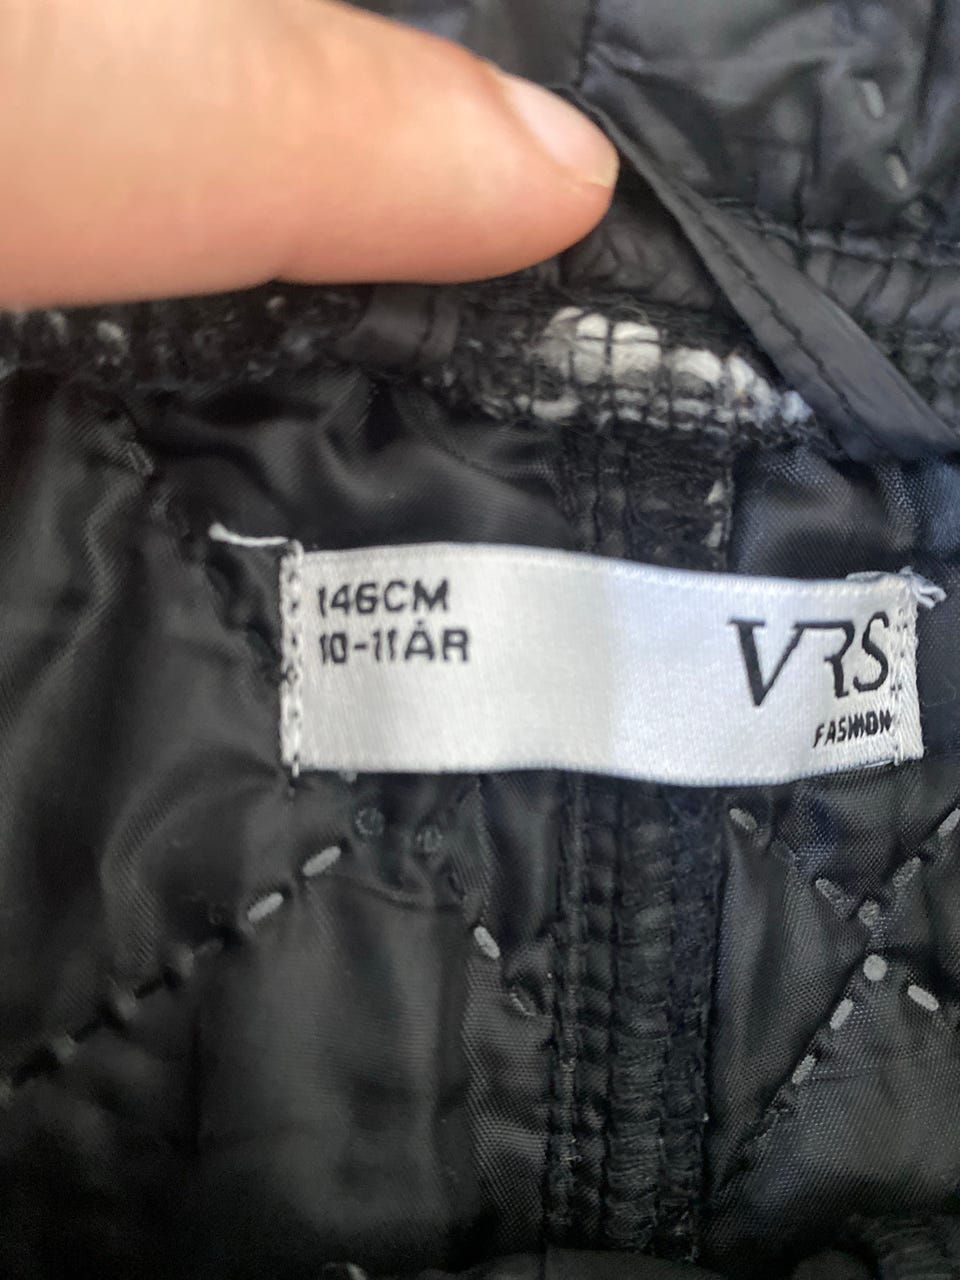 146CM
10-11ÅR
VRS
FASHION